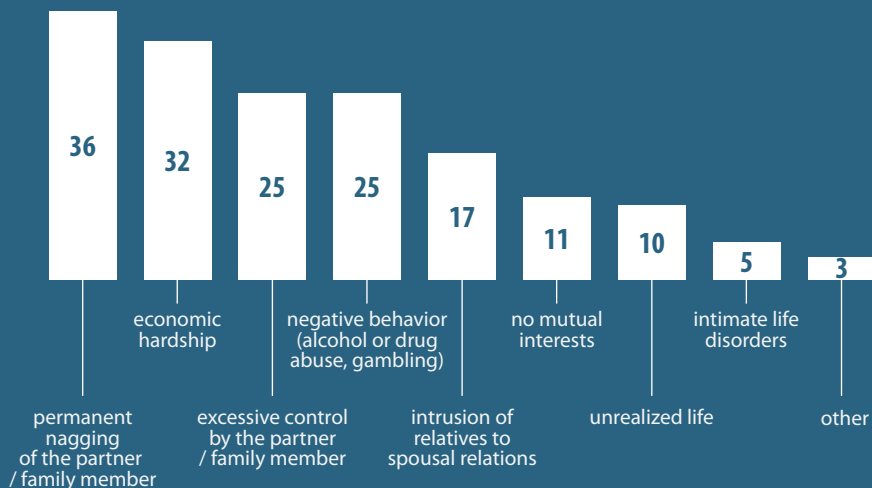 36
32
25
25
17
11
10
5
3
economic
hardship
negative behavior
(alcohol or drug
abuse, gambling)
no mutual
interests
intimate life
disorders
permanent
nagging
of the partner
/ family member
excessive control
by the partner
/ family member
intrusion of
relatives to
spousal relations
unrealized life
other